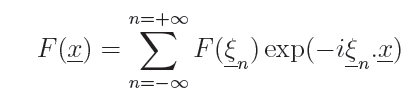 F(x̲) = ∑_{n=−∞}^{n=+∞} F(ξ̲_n) exp(−iξ̲_n.x̲)